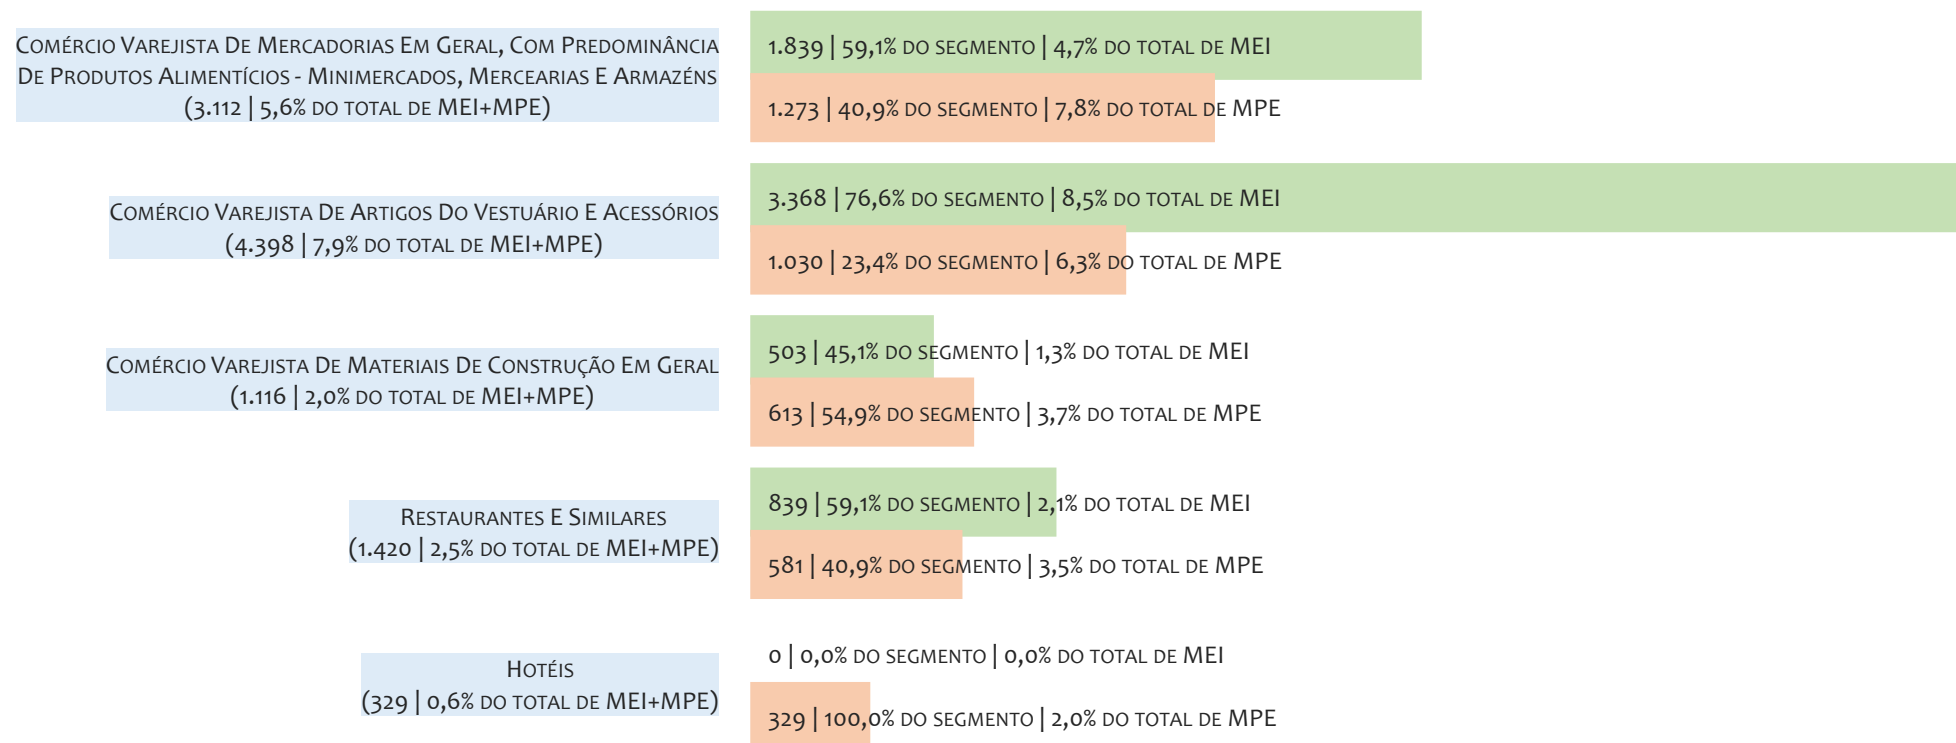 Comércio Varejista De Mercadorias Em Geral, Com Predominância
De Produtos Alimentícios - Minimercados, Mercearias E Armazéns
(3.112 | 5,6% do total de MEI+MPE)
1.839 | 59,1% do segmento | 4,7% do total de MEI
1.273 | 40,9% do segmento | 7,8% do total de MPE
Comércio Varejista De Artigos Do Vestuário E Acessórios
(4.398 | 7,9% do total de MEI+MPE)
3.368 | 76,6% do segmento | 8,5% do total de MEI
1.030 | 23,4% do segmento | 6,3% do total de MPE
Comércio Varejista De Materiais De Construção Em Geral
(1.116 | 2,0% do total de MEI+MPE)
503 | 45,1% do segmento | 1,3% do total de MEI
613 | 54,9% do segmento | 3,7% do total de MPE
Restaurantes E Similares
(1.420 | 2,5% do total de MEI+MPE)
839 | 59,1% do segmento | 2,1% do total de MEI
581 | 40,9% do segmento | 3,5% do total de MPE
Hotéis
(329 | 0,6% do total de MEI+MPE)
0 | 0,0% do segmento | 0,0% do total de MEI
329 | 100,0% do segmento | 2,0% do total de MPE